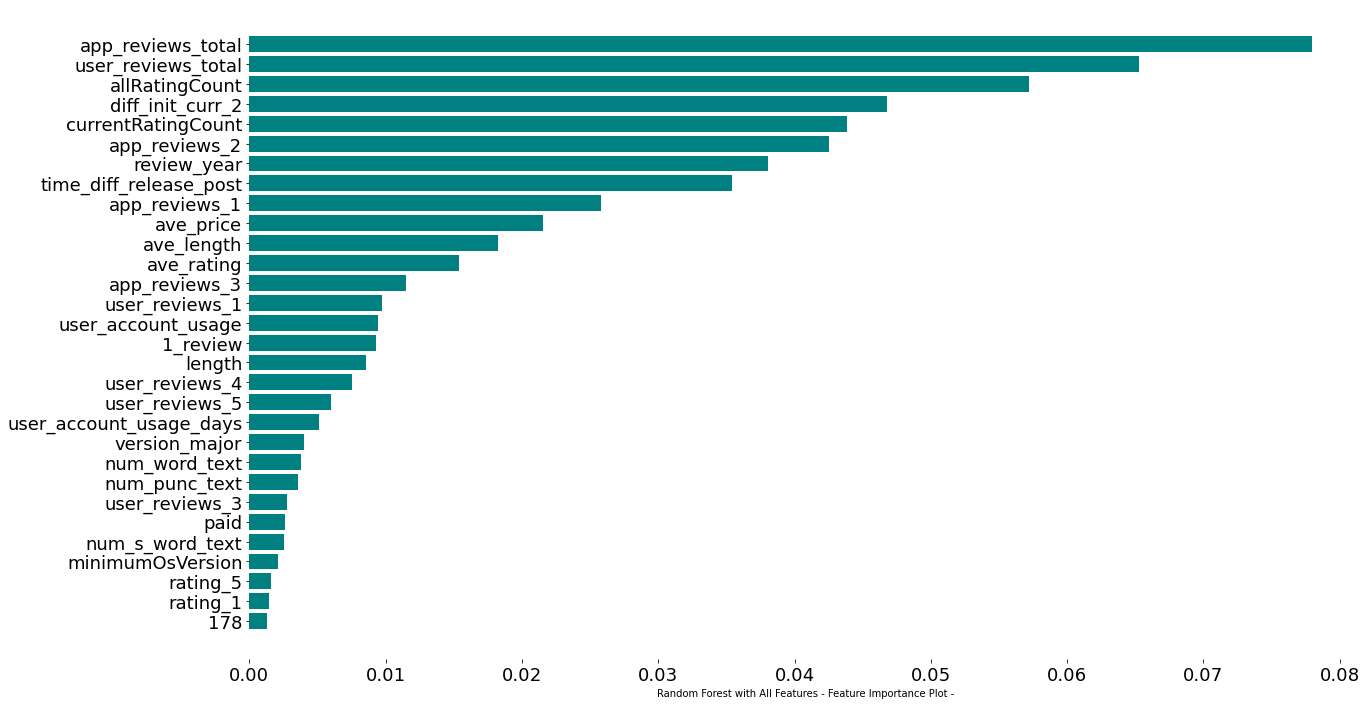 app_reviews_total
user_reviews_total
allRatingCount
diff_init_curr_2
currentRatingCount
app_reviews_2
review_year
time_diff_release_post
app_reviews_1
ave_price
ave_length
ave_rating
app_reviews_3
user_reviews_1
user_account_usage
1_review
length
user_reviews_4
user_reviews_5
user_account_usage_days
version_major
num_word_text
num_punc_text
user_reviews_3
paid
num_s_word_text
minimumOsVersion
rating_5
rating_1
178
0.00 0.01 0.02 0.03 0.04 0.05 0.06 0.07 0.08
Random Forest with All Features - Feature Importance Plot -